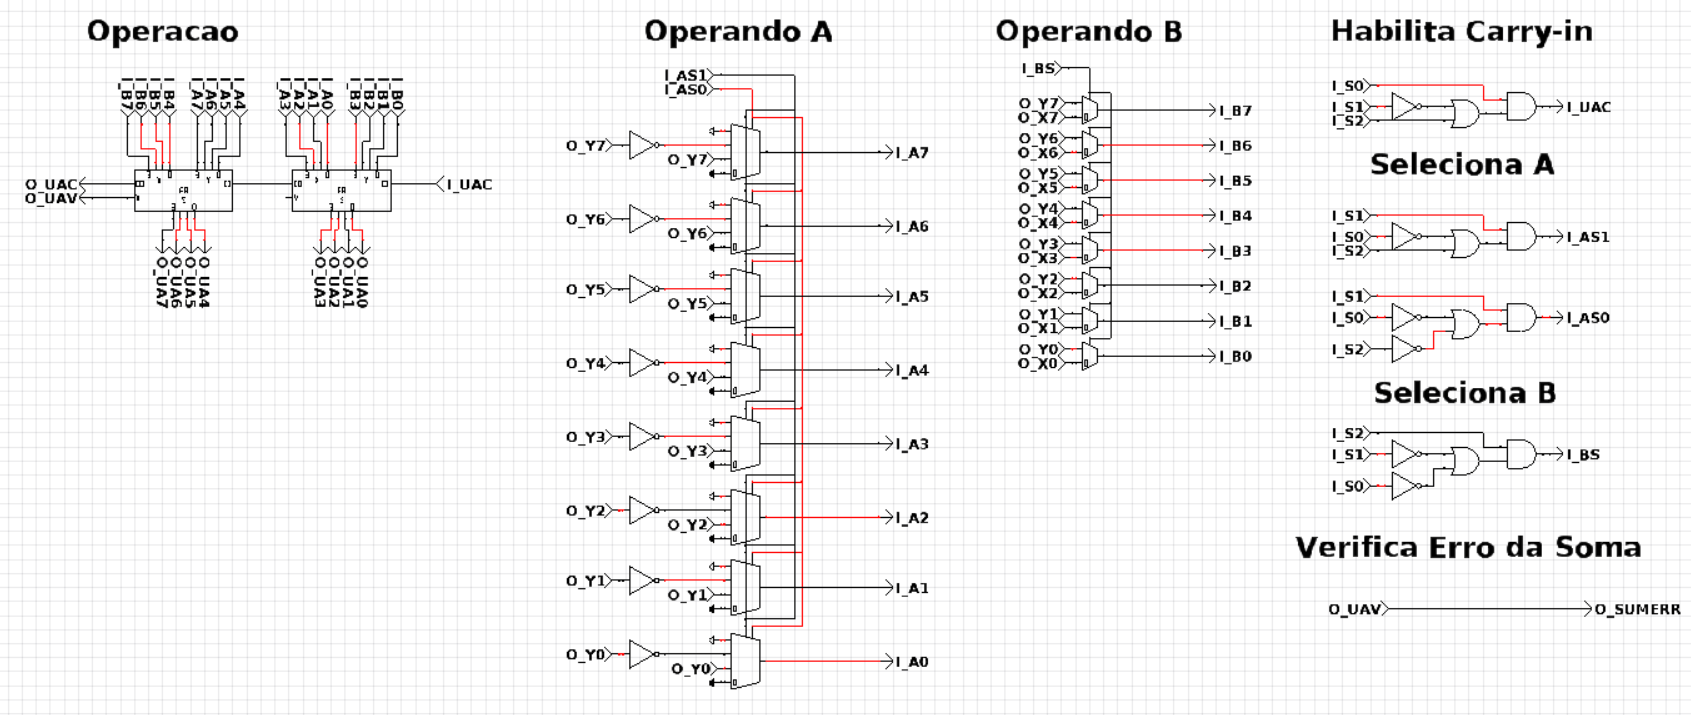 Operacao
I_B7 I_B6 I_B5 I_B4 I_A7 I_A6 I_A5 I_A4 I_A3 I_A2 I_A1 I_A0 I_B3 I_B2 I_B1 I_B0
O_UAC
O_UAV
I_UAC
O_UA7 O_UA6 O_UA5 O_UA4 O_UA3 O_UA2 O_UA1 O_UA0
Operando A
I_AS1
I_AS0
O_Y7
O_Y7
I_A7
O_Y6
O_Y6
I_A6
O_Y5
O_Y5
I_A5
O_Y4
O_Y4
I_A4
O_Y3
O_Y3
I_A3
O_Y2
O_Y2
I_A2
O_Y1
O_Y1
I_A1
O_Y0
O_Y0
I_A0
Operando B
I_BS
O_Y7
O_X7
I_B7
O_Y6
O_X6
I_B6
O_Y5
O_X5
I_B5
O_Y4
O_X4
I_B4
O_Y3
O_X3
I_B3
O_Y2
O_X2
I_B2
O_Y1
O_X1
I_B1
O_Y0
O_X0
I_B0
Habilita Carry-in
I_S0
I_S1
I_S2
I_UAC
Seleciona A
I_S1
I_S0
I_S2
I_AS1
I_S1
I_S0
I_S2
I_AS0
Seleciona B
I_S2
I_S1
I_S0
I_BS
Verifica Erro da Soma
O_UAV
O_SUMERR